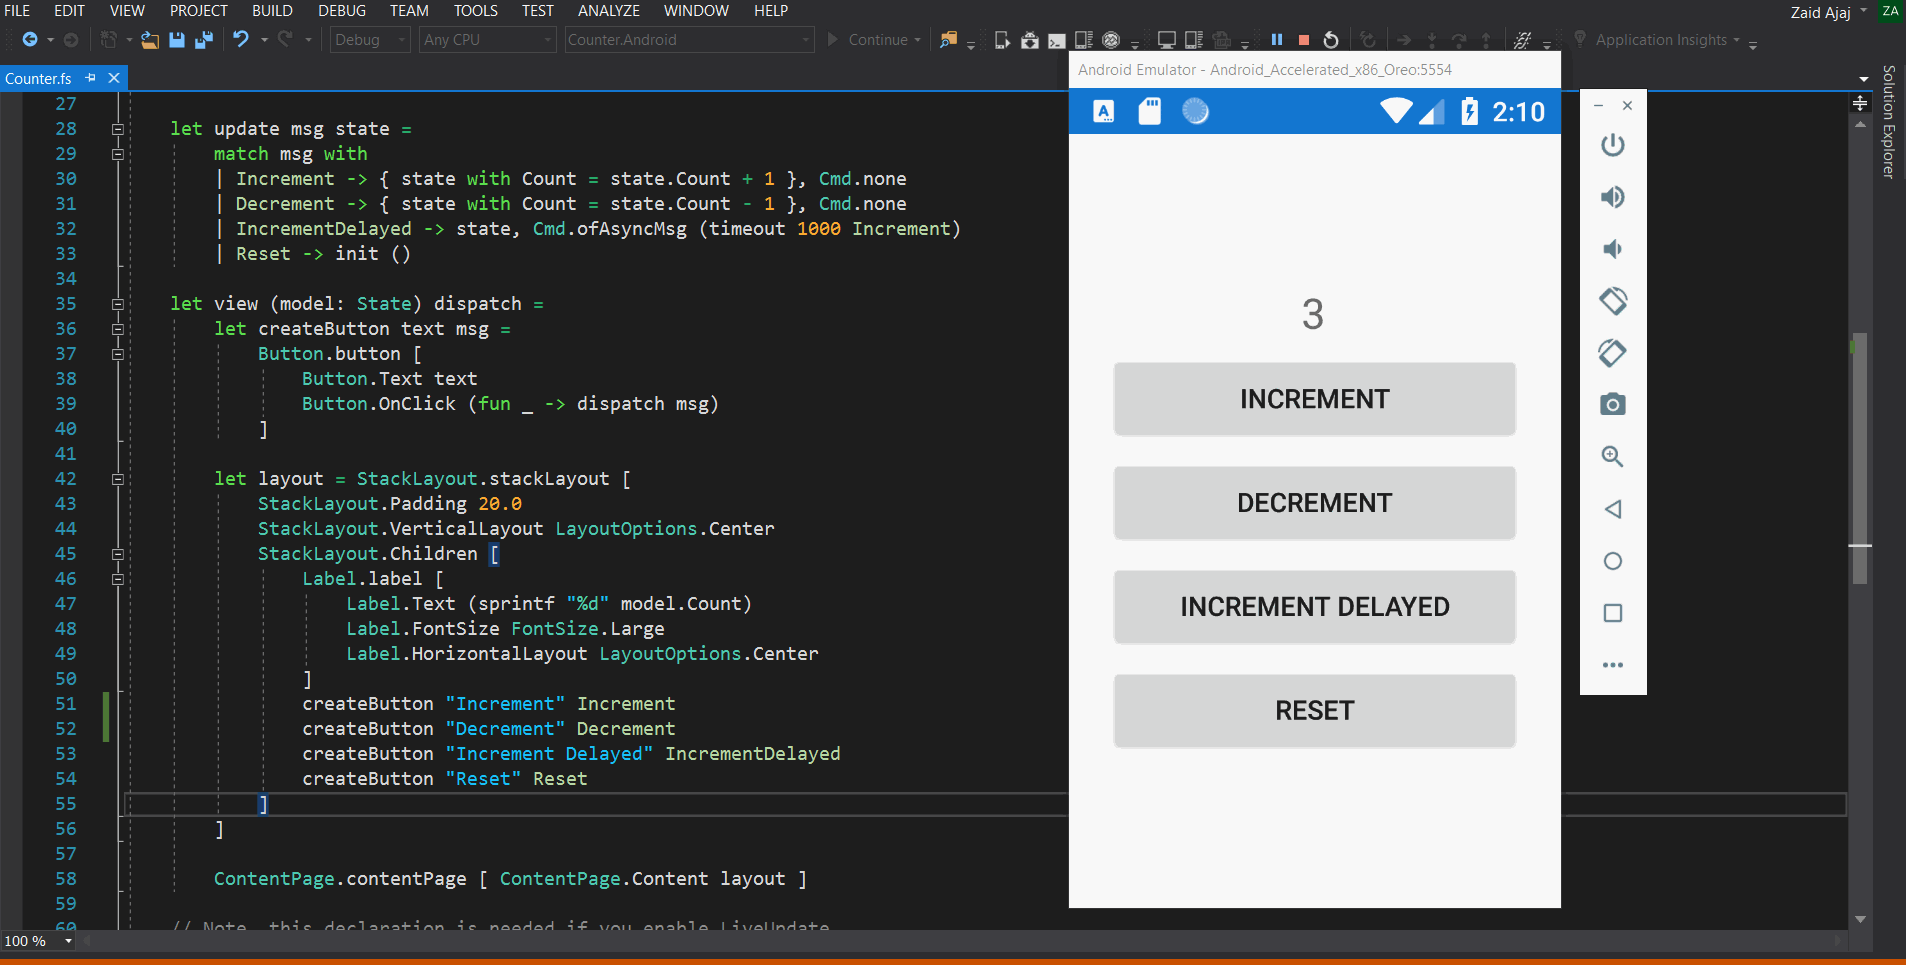 FILE EDIT VIEW PROJECT BUILD DEBUG TEAM TOOLS TEST ANALYZE WINDOW HELP
Zaid Ajaj ZA
Debug Any CPU Counter.Android Continue Application Insights
Counter.fs
Solution Explorer
27
28 let update msg state =
29 match msg with
30 | Increment -> { state with Count = state.Count + 1 }, Cmd.none
31 | Decrement -> { state with Count = state.Count - 1 }, Cmd.none
32 | IncrementDelayed -> state, Cmd.ofAsyncMsg (timeout 1000 Increment)
33 | Reset -> init ()
34
35 let view (model: State) dispatch =
36 let createButton text msg =
37 Button.button [
38 Button.Text text
39 Button.OnClick (fun _ -> dispatch msg)
40 ]
41
42 let layout = StackLayout.stackLayout [
43 StackLayout.Padding 20.0
44 StackLayout.VerticalLayout LayoutOptions.Center
45 StackLayout.Children [
46 Label.label [
47 Label.Text (sprintf "%d" model.Count)
48 Label.FontSize FontSize.Large
49 Label.HorizontalLayout LayoutOptions.Center
50 ]
51 createButton "Increment" Increment
52 createButton "Decrement" Decrement
53 createButton "Increment Delayed" IncrementDelayed
54 createButton "Reset" Reset
55 ]
56 ]
57
58 ContentPage.contentPage [ ContentPage.Content layout ]
59
60 // Note, this declaration is needed if you enable LiveUpdate
100 %
Android Emulator - Android_Accelerated_x86_Oreo:5554
A 2:10
3
INCREMENT
DECREMENT
INCREMENT DELAYED
RESET